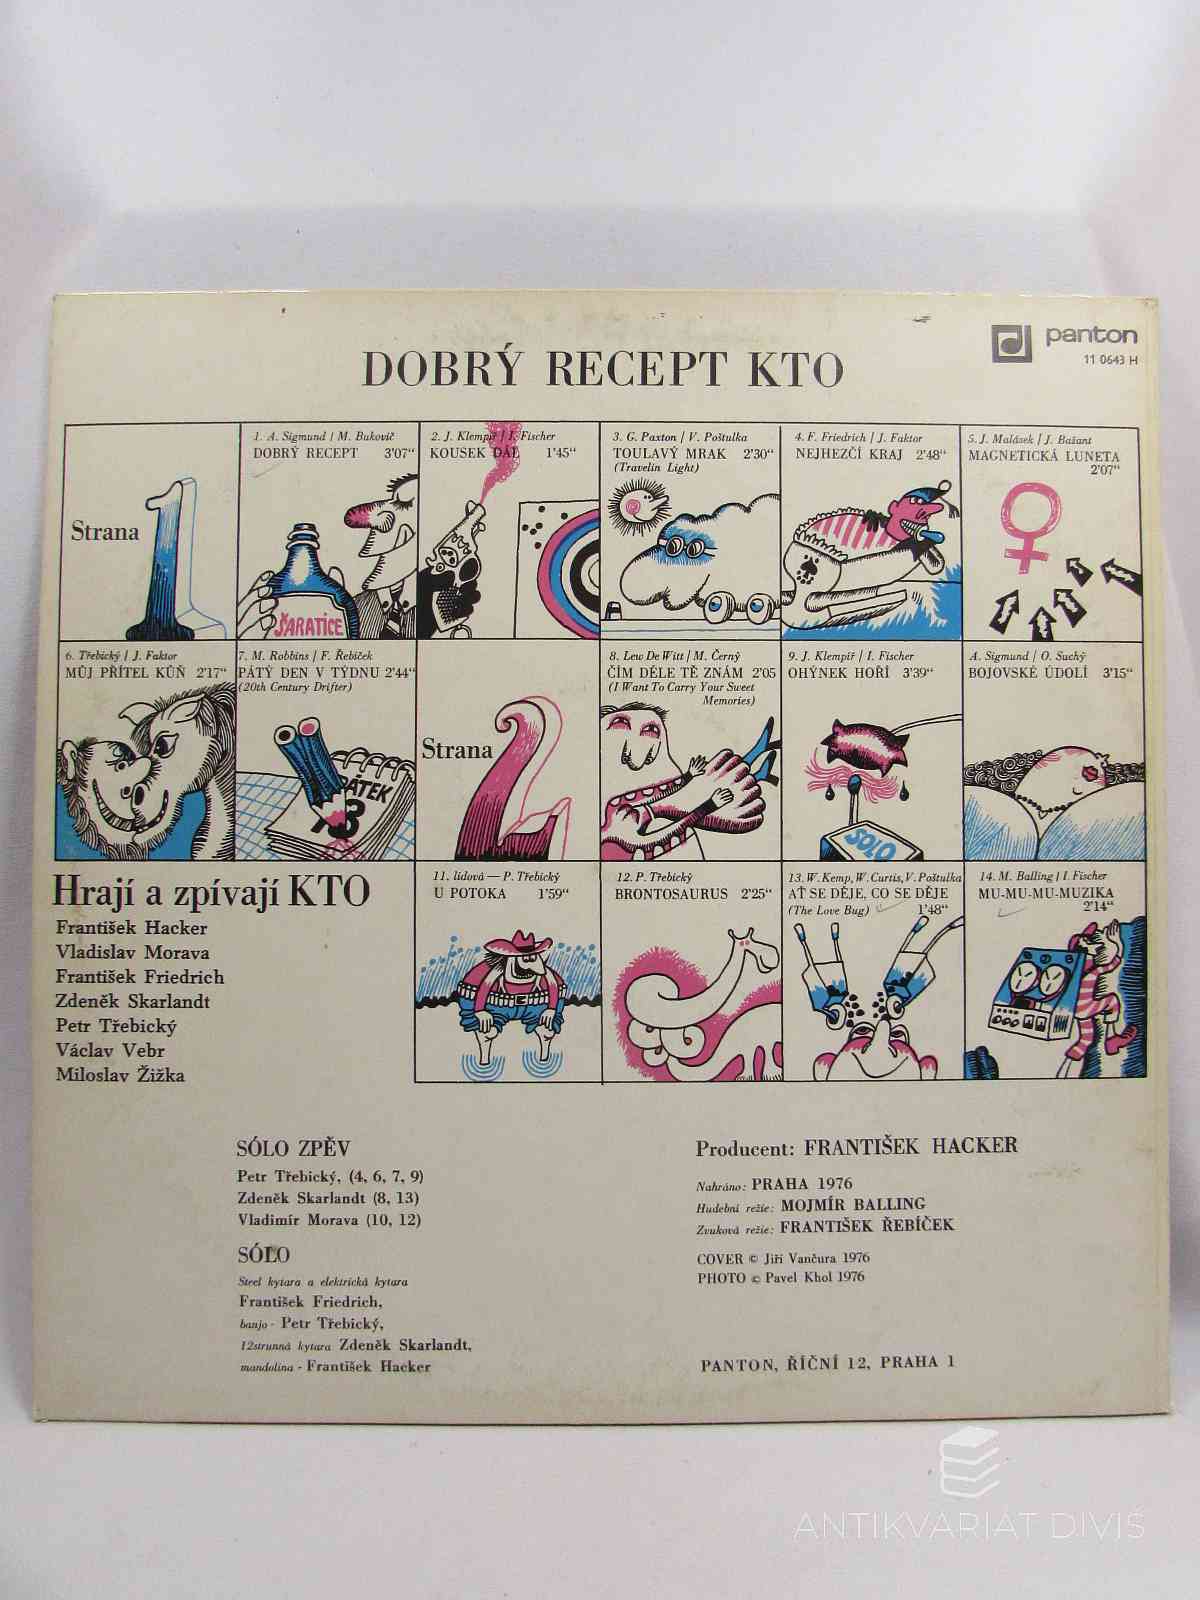 panton
11 0643 H
DOBRÝ RECEPT KTO
Strana 1
1. A. Sigmund / M. Bukovič
DOBRÝ RECEPT 3'07"
ŠARATICE
2. J. Klempíř / I. Fischer
KOUSEK DÁL 1'45"
3. G. Paxton / V. Poštulka
TOULAVÝ MRAK 2'30"
(Travelin Light)
4. F. Friedrich / J. Faktor
NEJHEZČÍ KRAJ 2'48"
5. J. Malásek / J. Bažant
MAGNETICKÁ LUNETA
2'07"
6. Třebický / J. Faktor
MŮJ PŘÍTEL KŮŇ 2'17"
7. M. Robbins / F. Řebíček
PÁTÝ DEN V TÝDNU 2'44"
(20th Century Drifter)
PÁTEK
13
Strana 2
8. Lew De Witt / M. Černý
ČÍM DÉLE TĚ ZNÁM 2'05
(I Want To Carry Your Sweet
Memories)
9. J. Klempíř / I. Fischer
OHÝNEK HOŘÍ 3'39"
SOLO
A. Sigmund / O. Suchý
BOJOVSKÉ ÚDOLÍ 3'15"
11. lidová — P. Třebický
U POTOKA 1'59"
12. P. Třebický
BRONTOSAURUS 2'25"
13. W. Kemp, W. Curtis, V. Poštulka
AŤ SE DĚJE, CO SE DĚJE
(The Love Bug) 1'48"
14. M. Balling / I. Fischer
MU-MU-MU-MUZIKA
2'14"
Hrají a zpívají KTO
František Hacker
Vladislav Morava
František Friedrich
Zdeněk Skarlandt
Petr Třebický
Václav Vebr
Miloslav Žižka
SÓLO ZPĚV
Petr Třebický, (4, 6, 7, 9)
Zdeněk Skarlandt (8, 13)
Vladimír Morava (10, 12)
SÓLO
Steel kytara a elektrická kytara
František Friedrich,
banjo - Petr Třebický,
12strunná kytara Zdeněk Skarlandt,
mandolina - František Hacker
Producent: FRANTIŠEK HACKER
Nahráno: PRAHA 1976
Hudební režie: MOJMÍR BALLING
Zvuková režie: FRANTIŠEK ŘEBÍČEK
COVER © Jiří Vančura 1976
PHOTO © Pavel Khol 1976
PANTON, ŘÍČNÍ 12, PRAHA 1
ANTIKVARIÁT DIVIŠ